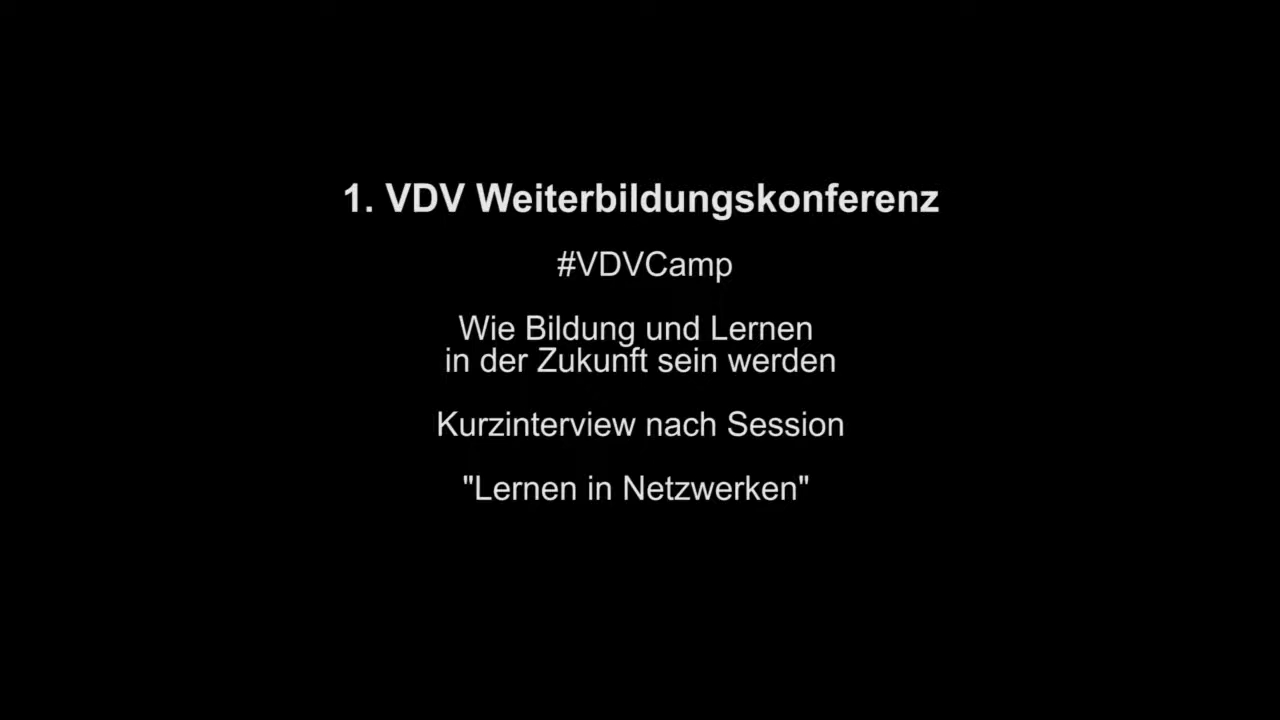 1. VDV Weiterbildungskonferenz
#VDVCamp
Wie Bildung und Lernen
in der Zukunft sein werden
Kurzinterview nach Session
"Lernen in Netzwerken"